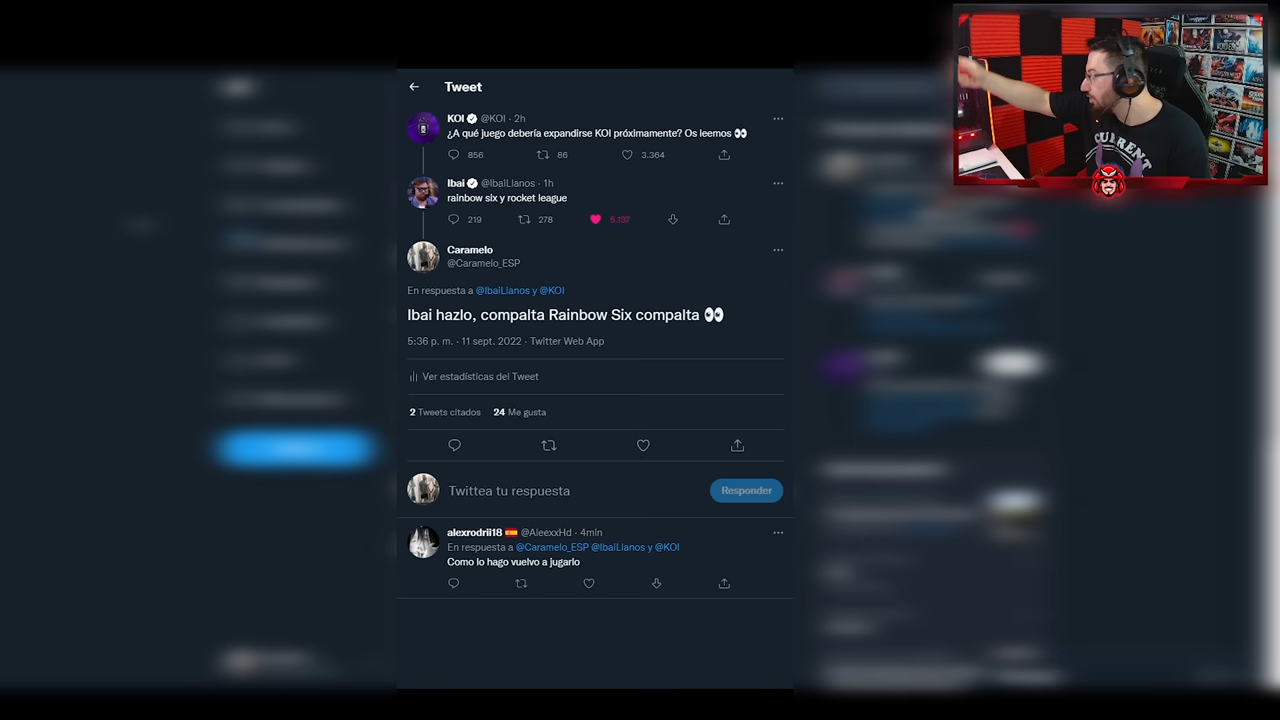 Tweet
KOI @KOI · 2h
¿A qué juego debería expandirse KOI próximamente? Os leemos 👀
856 86 3.364
Ibai @IbaiLlanos · 1h
rainbow six y rocket league
219 278 5.137
Caramelo
@Caramelo_ESP
En respuesta a @IbaiLlanos y @KOI
Ibai hazlo, compalta Rainbow Six compalta 👀
5:36 p. m. · 11 sept. 2022 · Twitter Web App
Ver estadísticas del Tweet
2 Tweets citados 24 Me gusta
Twittea tu respuesta Responder
alexrodrii18 🇪🇸 @AleexxHd · 4min
En respuesta a @Caramelo_ESP @IbaiLlanos y @KOI
Como lo hago vuelvo a jugarlo